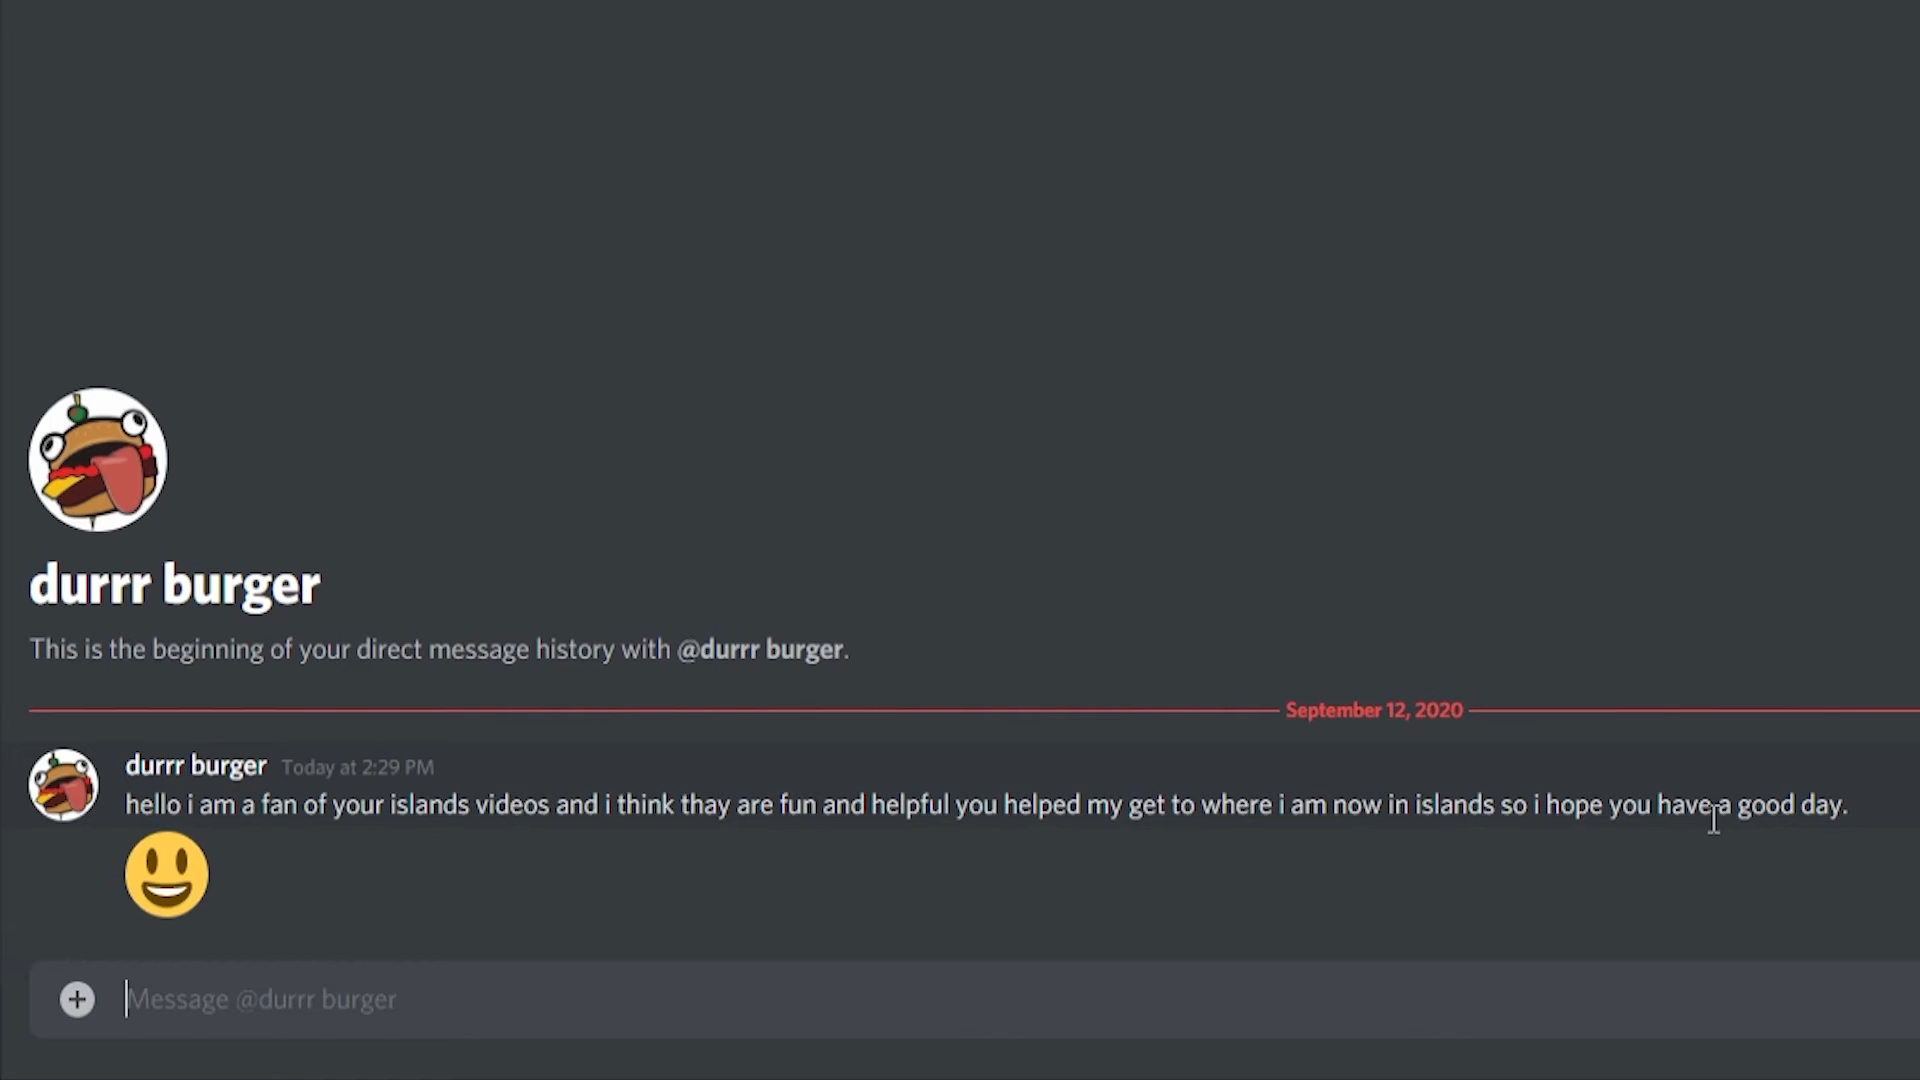 durrr burger
This is the beginning of your direct message history with @durrr burger.
September 12, 2020
durrr burger Today at 2:29 PM
hello i am a fan of your islands videos and i think thay are fun and helpful you helped my get to where i am now in islands so i hope you have a good day.
Message @durrr burger